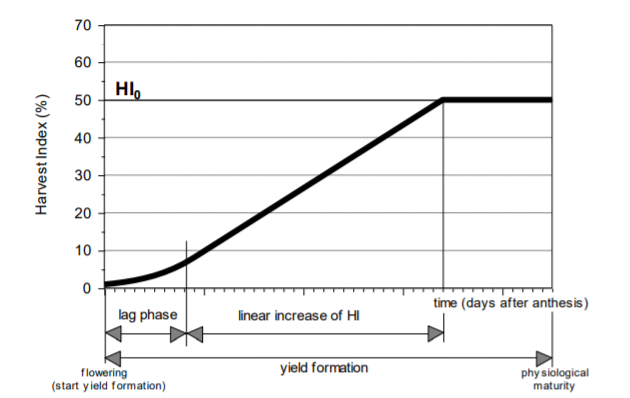 70
60
HI₀
50
40
30
20
10
0
Harvest Index (%)
time (days after anthesis)
lag phase
linear increase of HI
yield formation
flowering
(start yield formation)
physiological
maturity